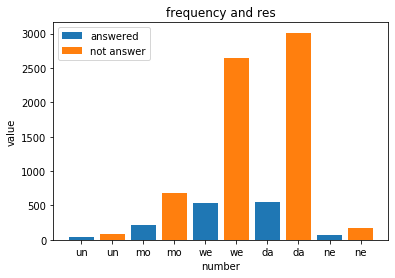 frequency and res
answered
not answer
3000
2500
2000
1500
1000
500
0
value
un un mo mo we we da da ne ne
number